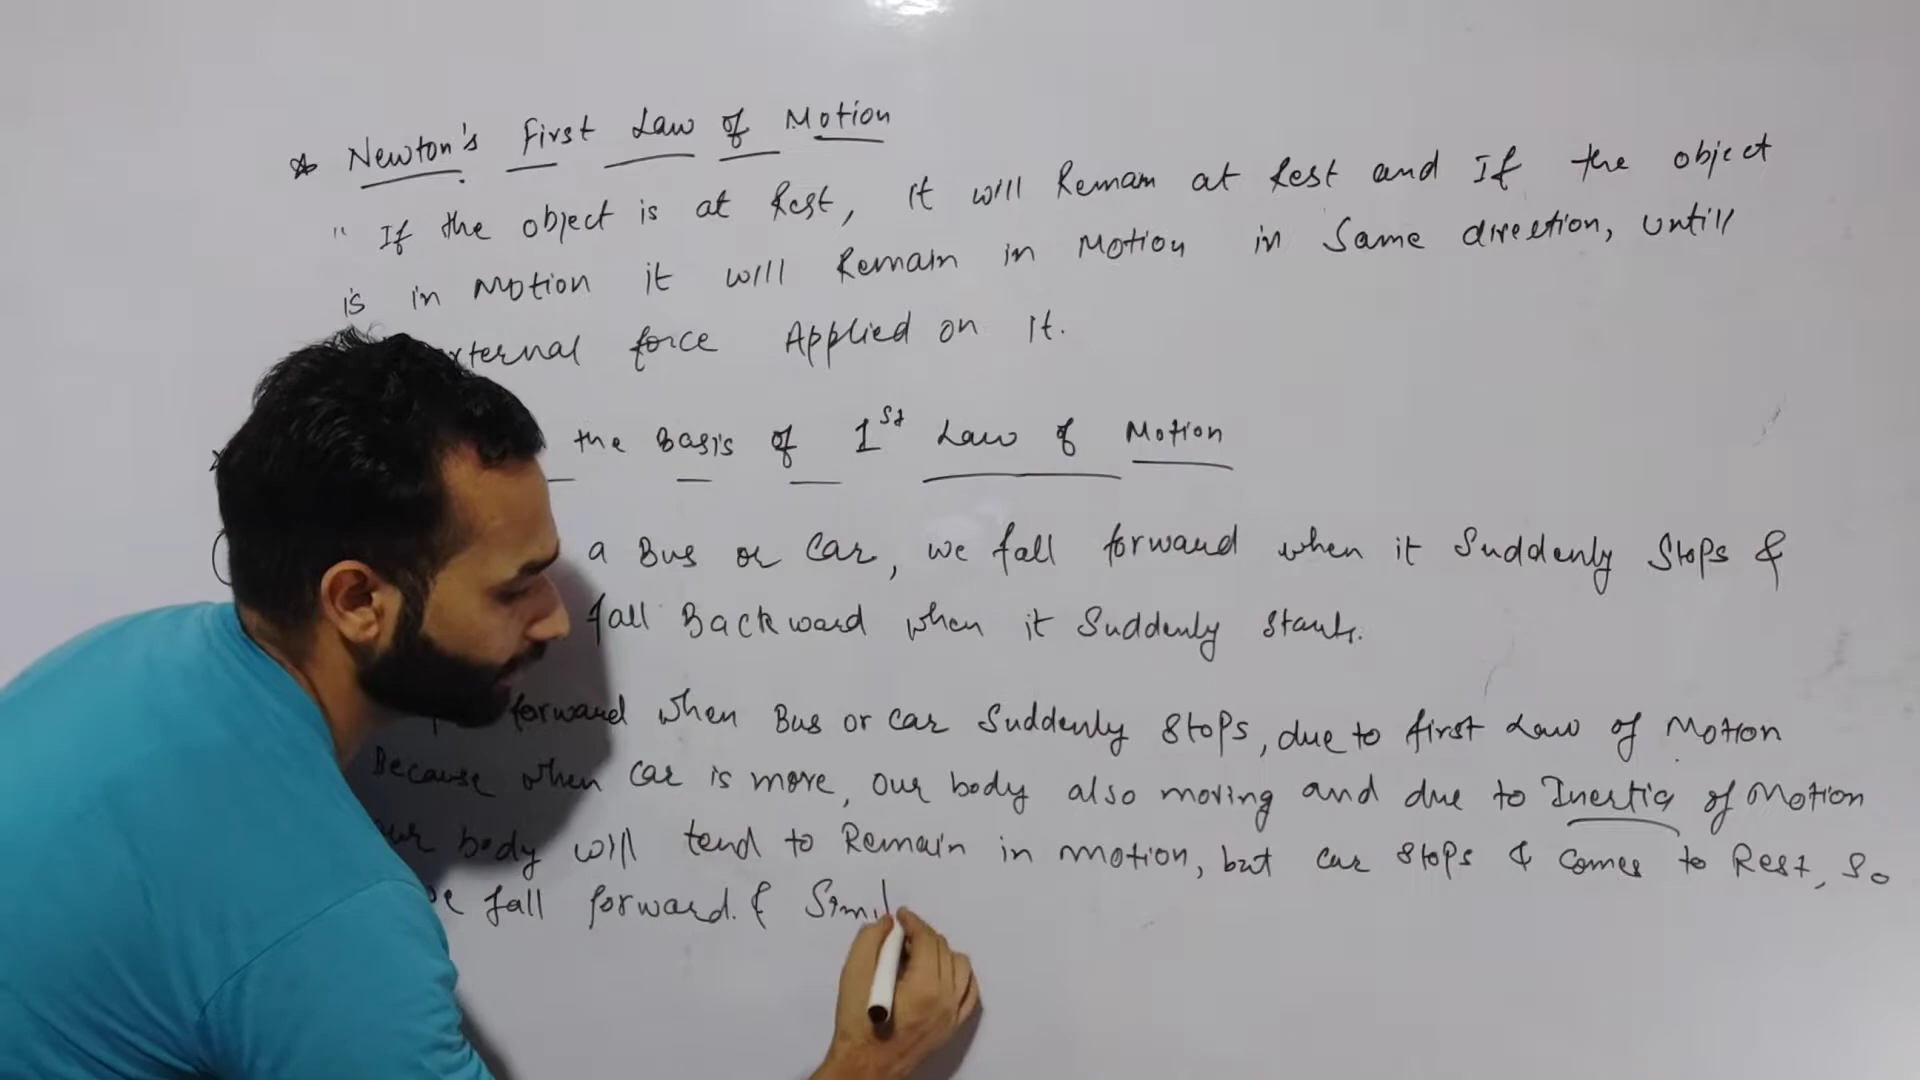 Newton's First Law of Motion
" If the object is at Rest, it will Remain at Rest and If the object
is in Motion it will Remain in Motion in Same direction, untill
force Applied on it.
the Basis of 1st Law of Motion
a Bus or Car, we fall forward when it Suddenly Stops &
fall Backward when it Suddenly starts.
forward when Bus or car Suddenly stops, due to first Law of Motion
Because when car is move, our body also moving and due to Inertia of Motion
body will tend to Remain in motion, but car stops & comes to Rest, So
fall forward. & Simil